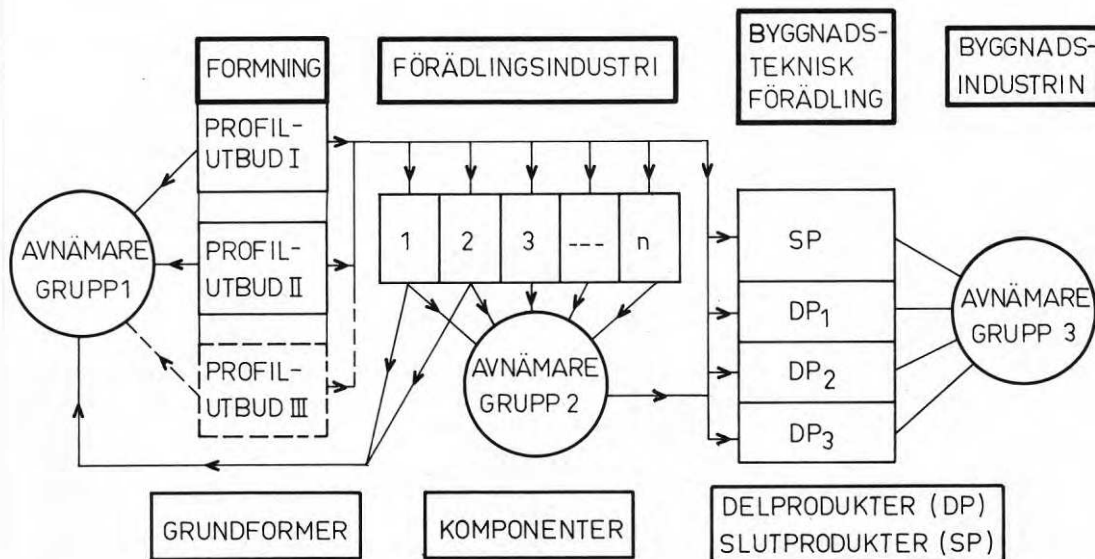 FORMNING
FÖRÄDLINGSINDUSTRI
BYGGNADS-
TEKNISK
FÖRÄDLING
BYGGNADS-
INDUSTRIN
PROFIL-
UTBUD I
PROFIL-
UTBUD II
PROFIL-
UTBUD III
AVNÄMARE
GRUPP 1
1 2 3 --- n
AVNÄMARE
GRUPP 2
SP
DP1
DP2
DP3
AVNÄMARE
GRUPP 3
GRUNDFORMER
KOMPONENTER
DELPRODUKTER (DP)
SLUTPRODUKTER (SP)